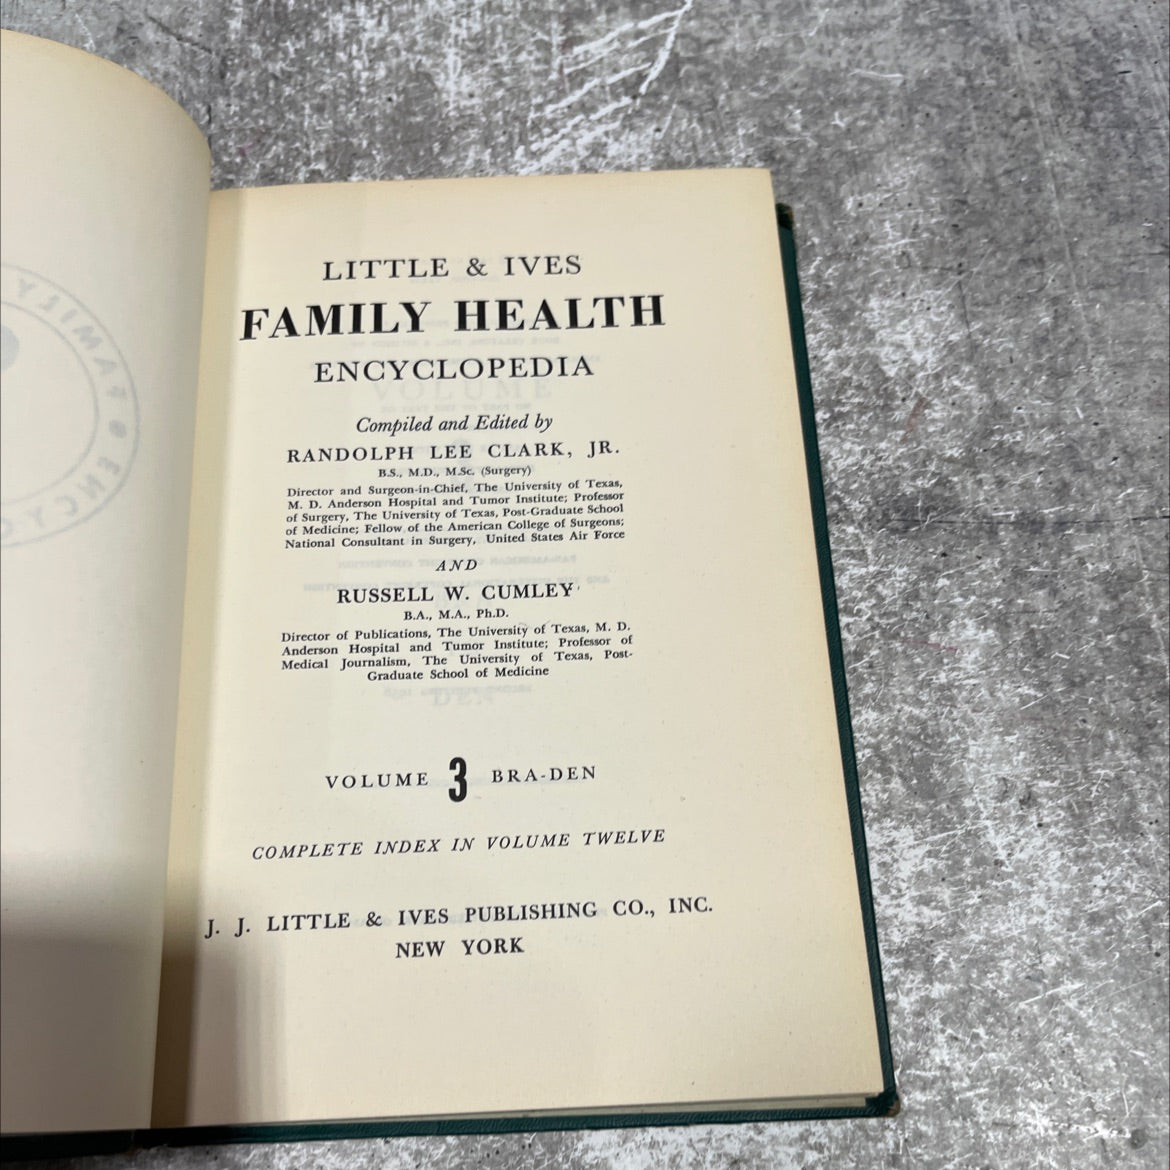 LITTLE & IVES
FAMILY HEALTH
ENCYCLOPEDIA
Compiled and Edited by
RANDOLPH LEE CLARK, JR.
B.S., M.D., M.Sc. (Surgery)
Director and Surgeon-in-Chief, The University of Texas,
M. D. Anderson Hospital and Tumor Institute; Professor
of Surgery, The University of Texas, Post-Graduate School
of Medicine; Fellow of the American College of Surgeons;
National Consultant in Surgery, United States Air Force
AND
RUSSELL W. CUMLEY
B.A., M.A., Ph.D.
Director of Publications, The University of Texas, M. D.
Anderson Hospital and Tumor Institute; Professor of
Medical Journalism, The University of Texas, Post-
Graduate School of Medicine
VOLUME 3 BRA-DEN
COMPLETE INDEX IN VOLUME TWELVE
J. J. LITTLE & IVES PUBLISHING CO., INC.
NEW YORK